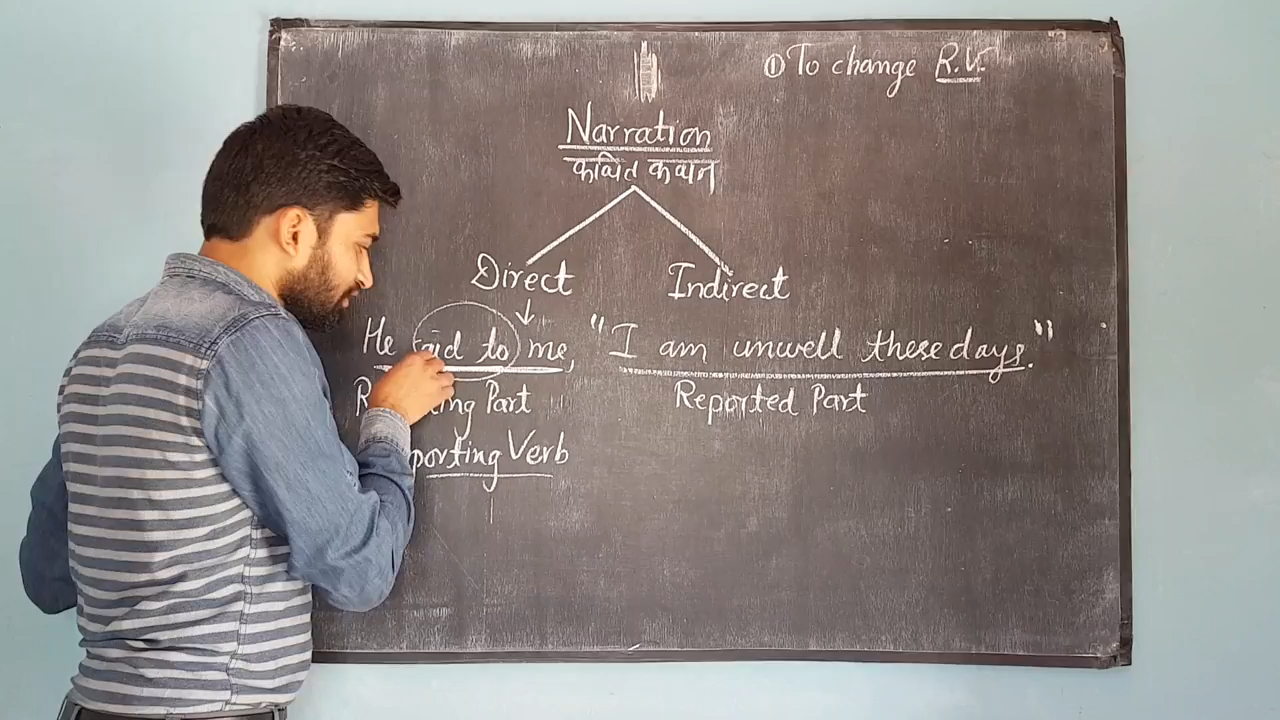 ① To change R.V.
Narration
कथित कथन
Direct Indirect
He said to me, "I am unwell these days."
Part Reported Part
Verb